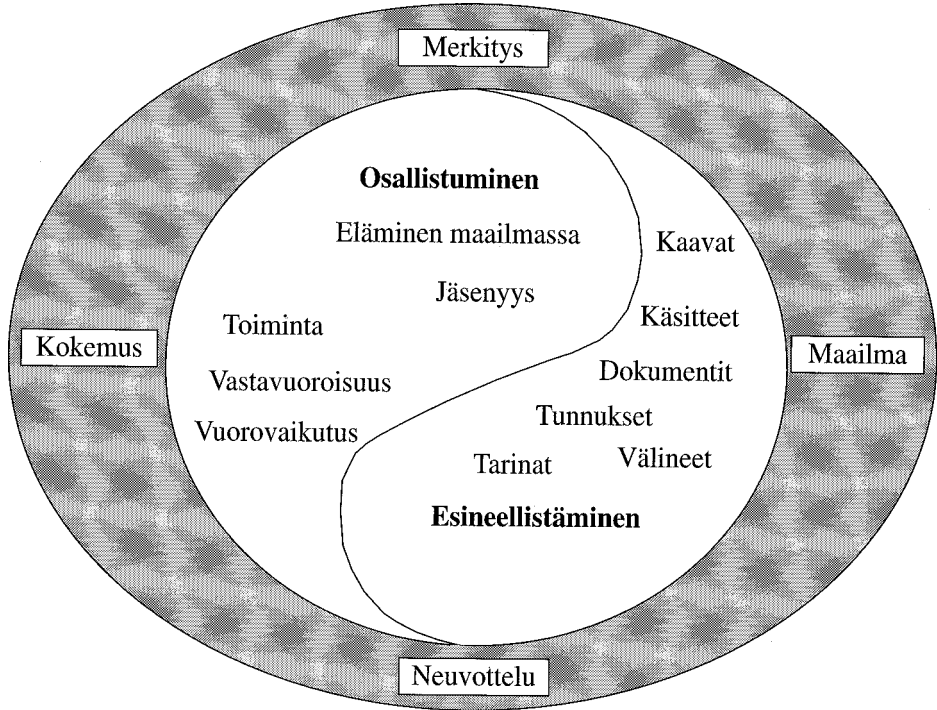 Merkitys
Osallistuminen
Eläminen maailmassa
Kaavat
Jäsenyys
Käsitteet
Toiminta
Kokemus
Maailma
Dokumentit
Vastavuoroisuus
Tunnukset
Vuorovaikutus
Välineet
Tarinat
Esineellistäminen
Neuvottelu